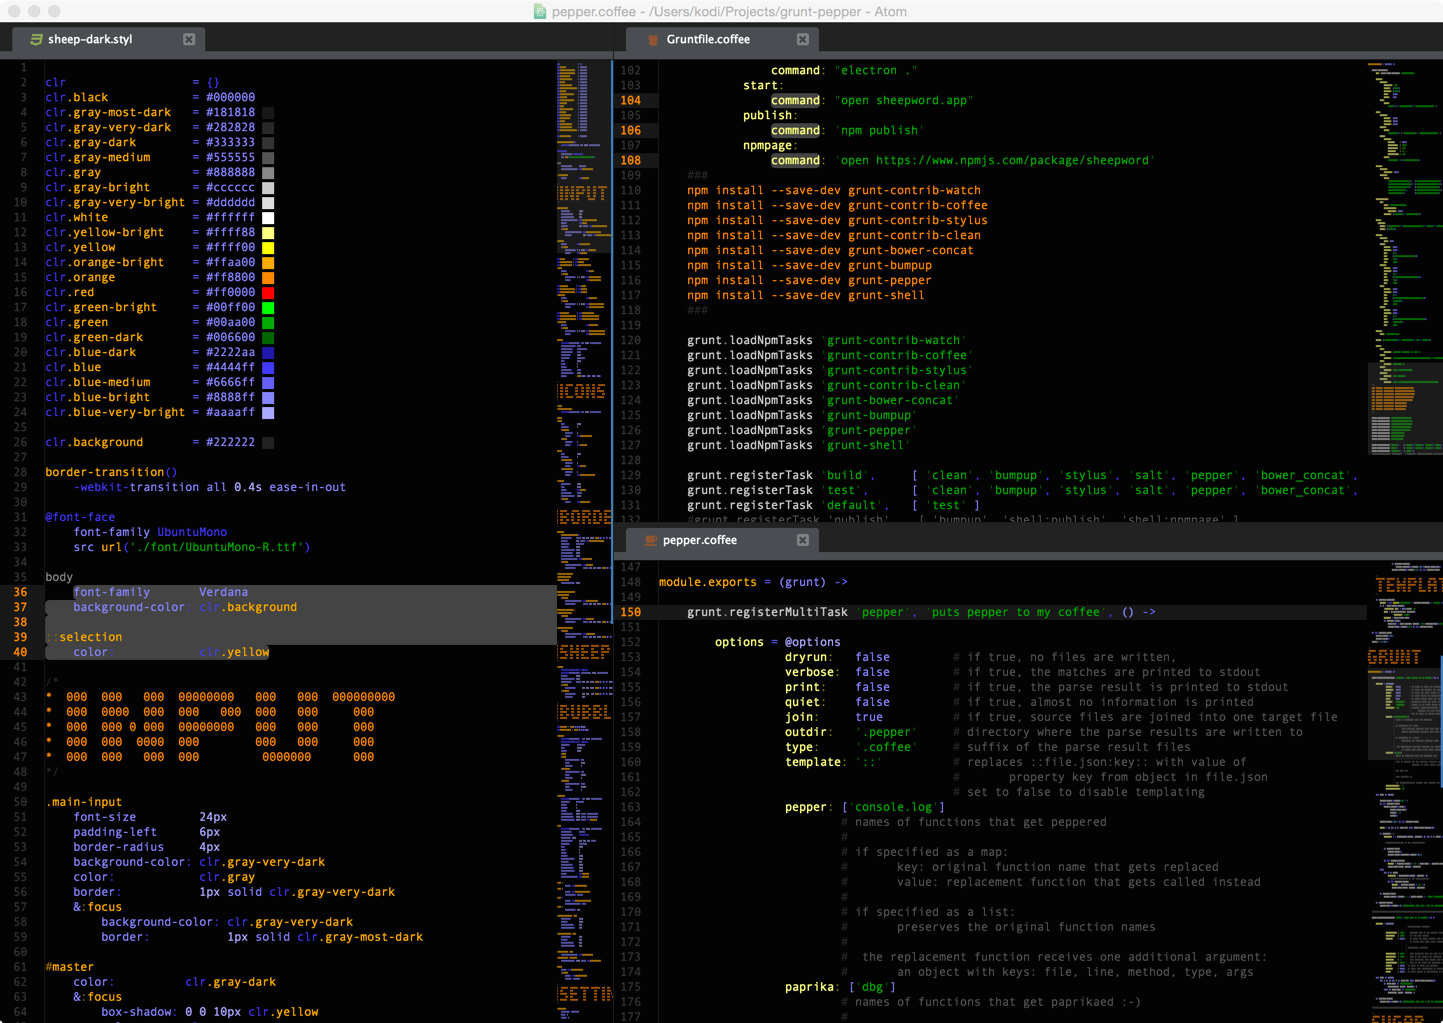 pepper.coffee - /Users/kodi/Projects/grunt-pepper - Atom
sheep-dark.styl
1
2 clr = {}
3 clr.black = #000000
4 clr.gray-most-dark = #181818
5 clr.gray-very-dark = #282828
6 clr.gray-dark = #333333
7 clr.gray-medium = #555555
8 clr.gray = #888888
9 clr.gray-bright = #cccccc
10 clr.gray-very-bright = #dddddd
11 clr.white = #ffffff
12 clr.yellow-bright = #ffff88
13 clr.yellow = #ffff00
14 clr.orange-bright = #ffaa00
15 clr.orange = #ff8800
16 clr.red = #ff0000
17 clr.green-bright = #00ff00
18 clr.green = #00aa00
19 clr.green-dark = #006600
20 clr.blue-dark = #2222aa
21 clr.blue = #4444ff
22 clr.blue-medium = #6666ff
23 clr.blue-bright = #8888ff
24 clr.blue-very-bright = #aaaaff
25
26 clr.background = #222222
27
28 border-transition()
29 -webkit-transition all 0.4s ease-in-out
30
31 @font-face
32 font-family UbuntuMono
33 src url('./font/UbuntuMono-R.ttf')
34
35 body
36 font-family Verdana
37 background-color: clr.background
38
39 ::selection
40 color: clr.yellow
41
42 /*
43 * 000 000 000 00000000 000 000 000000000
44 * 000 0000 000 000 000 000 000 000
45 * 000 000 0 000 00000000 000 000 000
46 * 000 000 0000 000 000 000 000
47 * 000 000 000 000 0000000 000
48 */
49
50 .main-input
51 font-size 24px
52 padding-left 6px
53 border-radius 4px
54 background-color: clr.gray-very-dark
55 color: clr.gray
56 border: 1px solid clr.gray-very-dark
57 &:focus
58 background-color: clr.gray-very-dark
59 border: 1px solid clr.gray-most-dark
60
61 #master
62 color: clr.gray-dark
63 &:focus
64 box-shadow: 0 0 10px clr.yellow
INPUT
ICONS
SHEEP
Gruntfile.coffee
102 command: "electron ."
103 start:
104 command: "open sheepword.app"
105 publish:
106 command: 'npm publish'
107 npmpage:
108 command: 'open https://www.npmjs.com/package/sheepword'
109 ###
110 npm install --save-dev grunt-contrib-watch
111 npm install --save-dev grunt-contrib-coffee
112 npm install --save-dev grunt-contrib-stylus
113 npm install --save-dev grunt-contrib-clean
114 npm install --save-dev grunt-bower-concat
115 npm install --save-dev grunt-bumpup
116 npm install --save-dev grunt-pepper
117 npm install --save-dev grunt-shell
118 ###
119
120 grunt.loadNpmTasks 'grunt-contrib-watch'
121 grunt.loadNpmTasks 'grunt-contrib-coffee'
122 grunt.loadNpmTasks 'grunt-contrib-stylus'
123 grunt.loadNpmTasks 'grunt-contrib-clean'
124 grunt.loadNpmTasks 'grunt-bower-concat'
125 grunt.loadNpmTasks 'grunt-bumpup'
126 grunt.loadNpmTasks 'grunt-pepper'
127 grunt.loadNpmTasks 'grunt-shell'
128
129 grunt.registerTask 'build', [ 'clean', 'bumpup', 'stylus', 'salt', 'pepper', 'bower_concat',
130 grunt.registerTask 'test', [ 'clean', 'bumpup', 'stylus', 'salt', 'pepper', 'bower_concat',
131 grunt.registerTask 'default', [ 'test' ]
132 #grunt.registerTask 'publish', [ 'bumpup', 'shell:publish', 'shell:npmpage' ]
pepper.coffee
147
148 module.exports = (grunt) ->
149
150 grunt.registerMultiTask 'pepper', 'puts pepper to my coffee', () ->
151
152 options = @options
153 dryrun: false # if true, no files are written,
154 verbose: false # if true, the matches are printed to stdout
155 print: false # if true, the parse result is printed to stdout
156 quiet: false # if true, almost no information is printed
157 join: true # if true, source files are joined into one target file
158 outdir: '.pepper' # directory where the parse results are written to
159 type: '.coffee' # suffix of the parse result files
160 template: '::' # replaces ::file.json:key:: with value of
161 # property key from object in file.json
162 # set to false to disable templating
163 pepper: ['console.log']
164 # names of functions that get peppered
165 #
166 # if specified as a map:
167 # key: original function name that gets replaced
168 # value: replacement function that gets called instead
169 #
170 # if specified as a list:
171 # preserves the original function names
172 #
173 # the replacement function receives one additional argument:
174 # an object with keys: file, line, method, type, args
175 paprika: ['dbg']
176 # names of functions that get paprikaed :-)
177 #
GRUNT